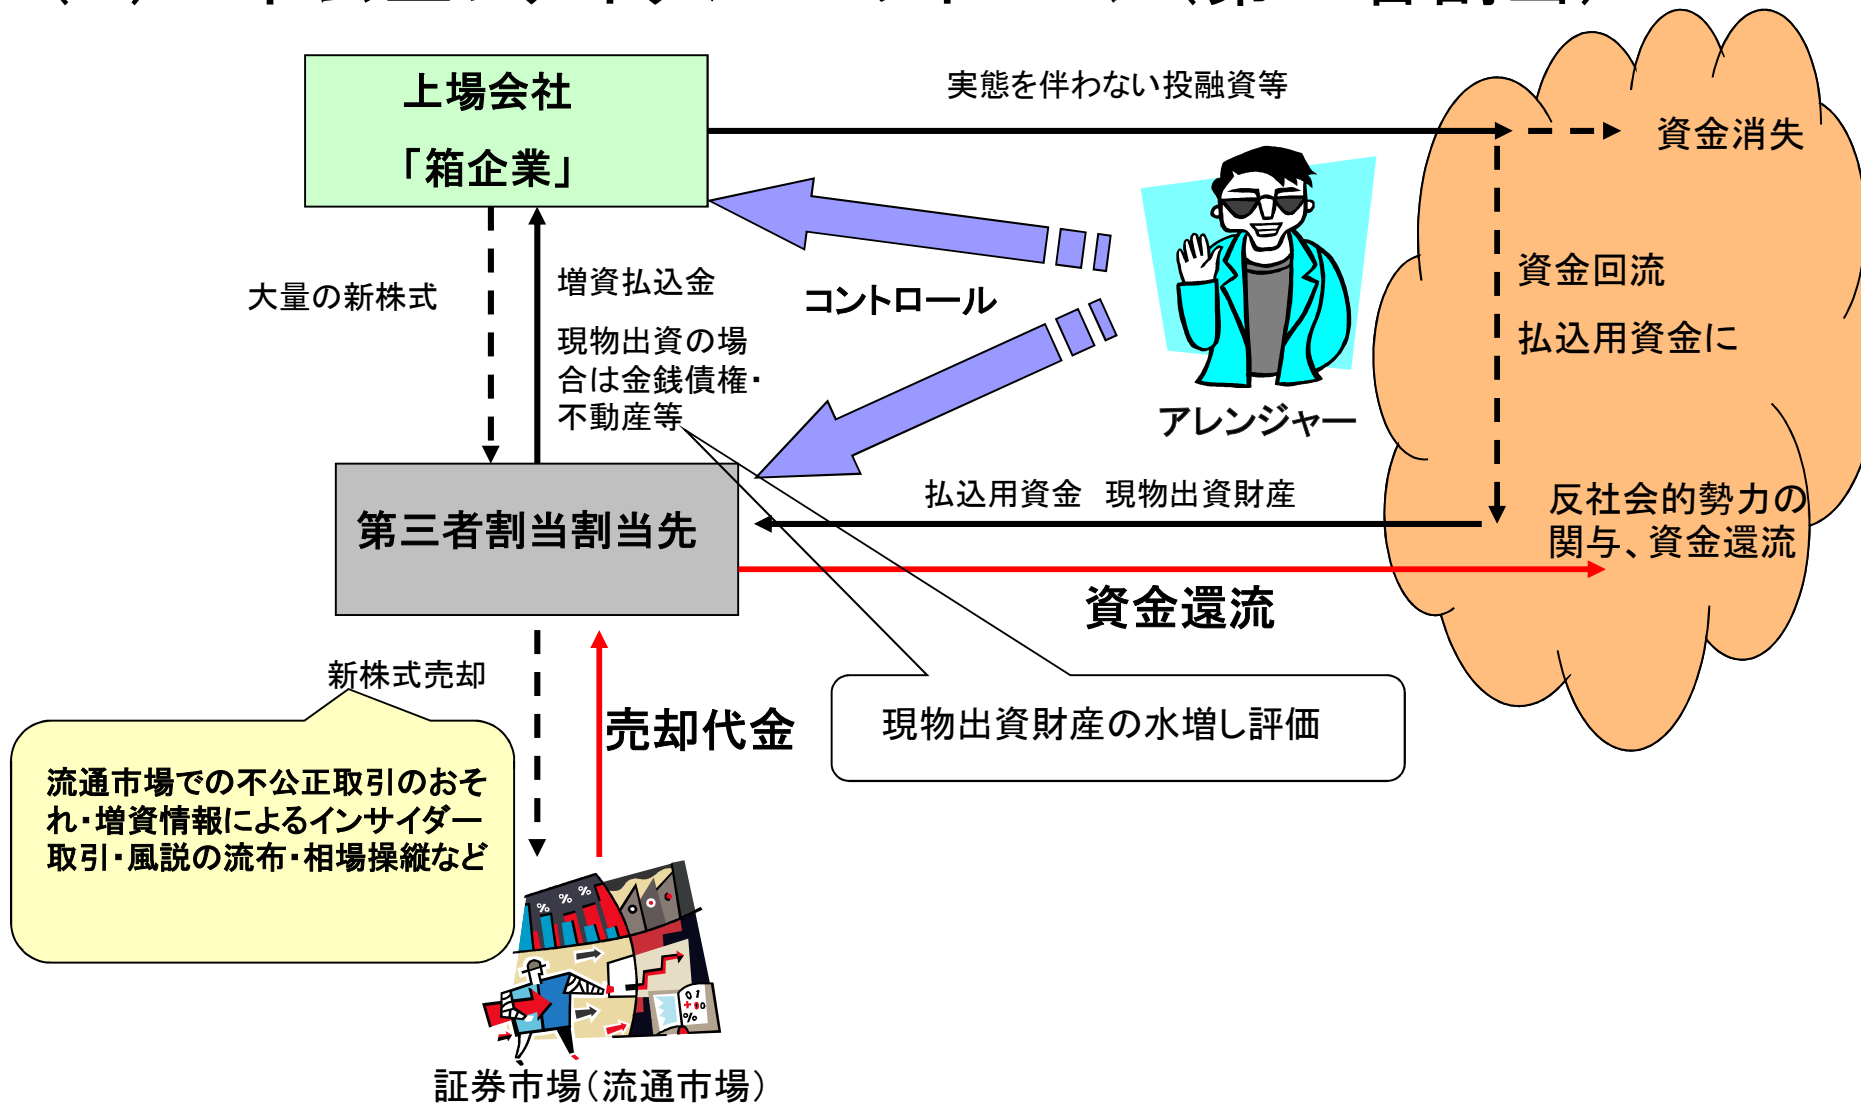 上場会社
「箱企業」
実態を伴わない投融資等
資金消失
大量の新株式
増資払込金
現物出資の場
合は金銭債権・
不動産等
コントロール
アレンジャー
資金回流
払込用資金に
第三者割当割当先
払込用資金　現物出資財産
反社会的勢力の
関与、資金還流
資金還流
新株式売却
売却代金
現物出資財産の水増し評価
流通市場での不公正取引のおそ
れ・増資情報によるインサイダー
取引・風説の流布・相場操縦など
% % %
0 1
+ 0 0
%
証券市場（流通市場）